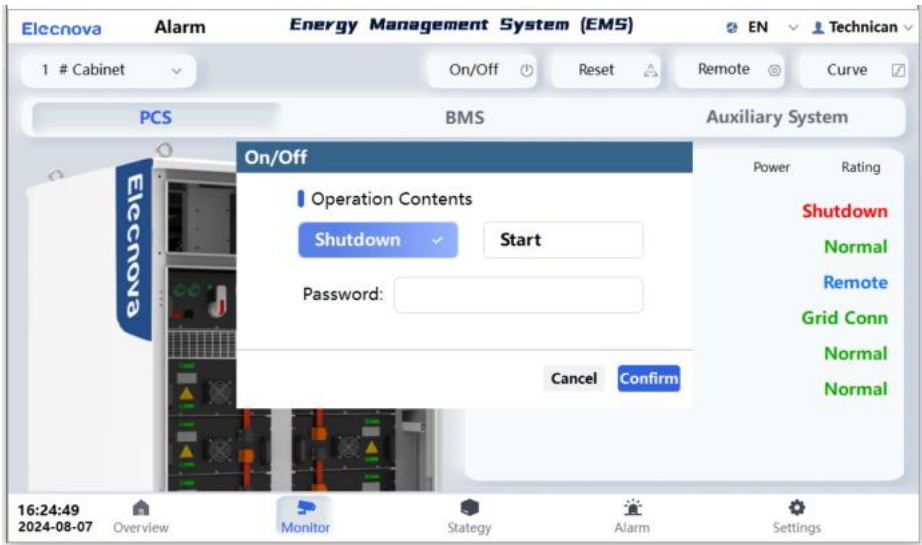 Elecnova Alarm Energy Management System (EMS) EN Technican
1 # Cabinet On/Off Reset Remote Curve
PCS BMS Auxiliary System
Elecnova
On/Off
Power Rating
Operation Contents
Shutdown Start
Shutdown
Normal
Password:
Remote
Grid Conn
Normal
Cancel Confirm
Normal
16:24:49
2024-08-07
Overview Monitor Stategy Alarm Settings